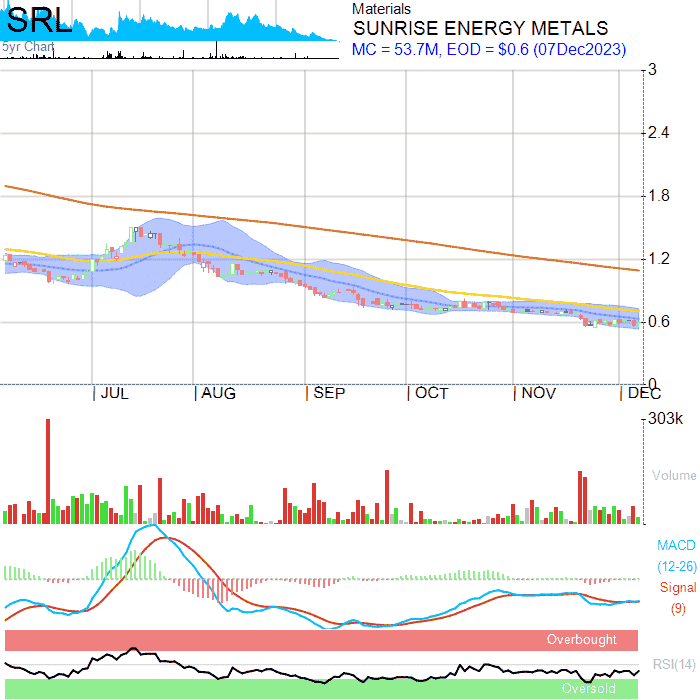 SRL
5yr Chart
Materials
SUNRISE ENERGY METALS
MC = 53.7M, EOD = $0.6 (07Dec2023)
3
2.4
1.8
1.2
0.6
0
JUL AUG SEP OCT NOV DEC
303k
Volume
MACD
(12-26)
Signal
(9)
Overbought
RSI(14)
Oversold